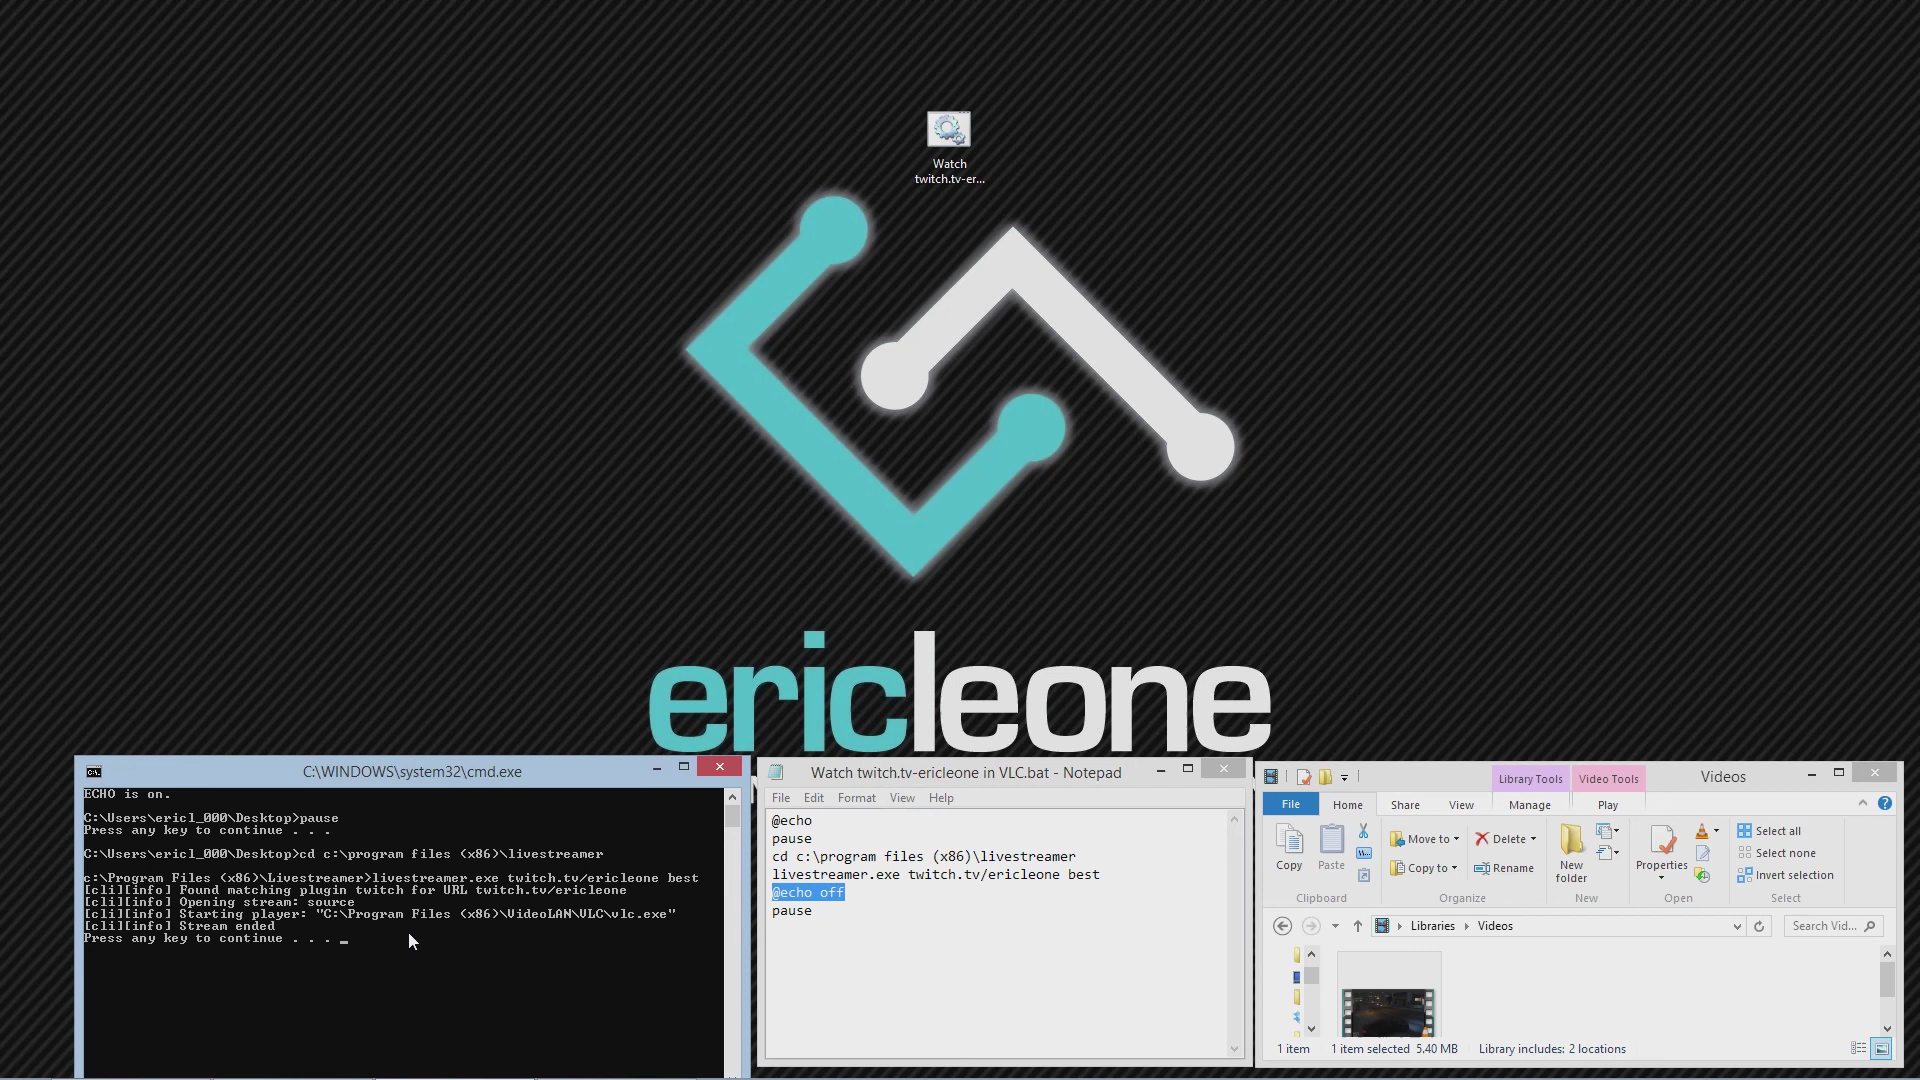 Watch
twitch.tv-er...
ericleone
C:\WINDOWS\system32\cmd.exe
ECHO is on.
C:\Users\ericl_000\Desktop>pause
Press any key to continue . . .
C:\Users\ericl_000\Desktop>cd c:\program files (x86)\livestreamer
c:\Program Files (x86)\Livestreamer>livestreamer.exe twitch.tv/ericleone best
[cli][info] Found matching plugin twitch for URL twitch.tv/ericleone
[cli][info] Opening stream: source
[cli][info] Starting player: "C:\Program Files (x86)\VideoLAN\VLC\vlc.exe"
[cli][info] Stream ended
Press any key to continue . . . _
Watch twitch.tv-ericleone in VLC.bat - Notepad
File Edit Format View Help
@echo
pause
cd c:\program files (x86)\livestreamer
livestreamer.exe twitch.tv/ericleone best
@echo off
pause
Library Tools Video Tools Videos
File Home Share View Manage Play
Copy Paste Move to Copy to Delete Rename New folder Properties Select all Select none Invert selection
Clipboard Organize New Open Select
Libraries Videos Search Vid...
1 item 1 item selected 5.40 MB Library includes: 2 locations